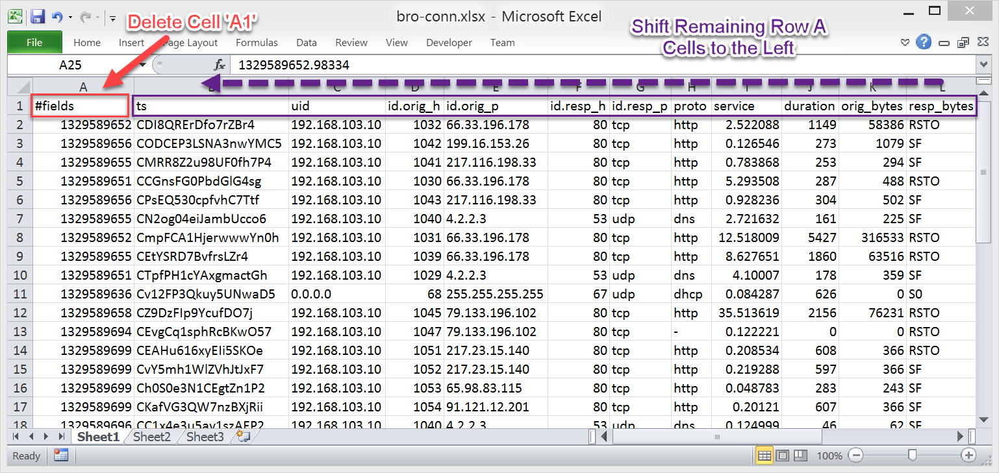 bro-conn.xlsx - Microsoft Excel
Delete Cell 'A1'
Shift Remaining Row A
Cells to the Left
File Home Insert Page Layout Formulas Data Review View Developer Team
A25 fx 1329589652.98334
A C D E F G H I J K L
1 #fields ts uid id.orig_h id.orig_p id.resp_h id.resp_p proto service duration orig_bytes resp_bytes
2 1329589652 CDI8QRErDfo7rZBr4 192.168.103.10 1032 66.33.196.178 80 tcp http 2.522088 1149 58386 RSTO
3 1329589656 CODCEP3LSNA3nwYMC5 192.168.103.10 1042 199.16.153.26 80 tcp http 0.126546 273 1079 SF
4 1329589655 CMRR8Z2u98UF0fh7P4 192.168.103.10 1041 217.116.198.33 80 tcp http 0.783868 253 294 SF
5 1329589651 CCGnsFG0PbdGlG4sg 192.168.103.10 1030 66.33.196.178 80 tcp http 5.293508 287 488 RSTO
6 1329589656 CPsEQ530cpfvhC7Ttf 192.168.103.10 1043 217.116.198.33 80 tcp http 0.928236 304 502 SF
7 1329589655 CN2og04eiJambUcco6 192.168.103.10 1040 4.2.2.3 53 udp dns 2.721632 161 225 SF
8 1329589652 CmpFCA1HjerwwwYn0h 192.168.103.10 1031 66.33.196.178 80 tcp http 12.518009 5427 316533 RSTO
9 1329589655 CEtYSRD7BvfrsLZr4 192.168.103.10 1039 66.33.196.178 80 tcp http 8.627651 1860 63516 RSTO
10 1329589651 CTpfPH1cYAxgmactGh 192.168.103.10 1029 4.2.2.3 53 udp dns 4.10007 178 359 SF
11 1329589636 Cv12FP3Qkuy5UNwaD5 0.0.0.0 68 255.255.255.255 67 udp dhcp 0.084287 626 0 S0
12 1329589658 CZ9DzFIp9YcufDO7j 192.168.103.10 1045 79.133.196.102 80 tcp http 35.513619 2156 76231 RSTO
13 1329589694 CEvgCq1sphRcBKwO57 192.168.103.10 1047 79.133.196.102 80 tcp - 0.122221 0 0 RSTO
14 1329589699 CEAHu616xyEIi5SKOe 192.168.103.10 1051 217.23.15.140 80 tcp http 0.208534 608 366 RSTO
15 1329589699 CvY5mh1WlZVhJtJxF7 192.168.103.10 1052 217.23.15.140 80 tcp http 0.219288 597 366 SF
16 1329589699 Ch0S0e3N1CEgtZn1P2 192.168.103.10 1053 65.98.83.115 80 tcp http 0.048783 283 243 SF
17 1329589699 CKafVG3QW7nzBXjRii 192.168.103.10 1054 91.121.12.201 80 tcp http 0.20121 607 366 SF
18 1329589696 CC1x4e3u5av1szAFP2 192.168.103.10 1040 4.2.2.3 53 udp dns 0.124999 46 62 SF
Sheet1 Sheet2 Sheet3
Ready 100%